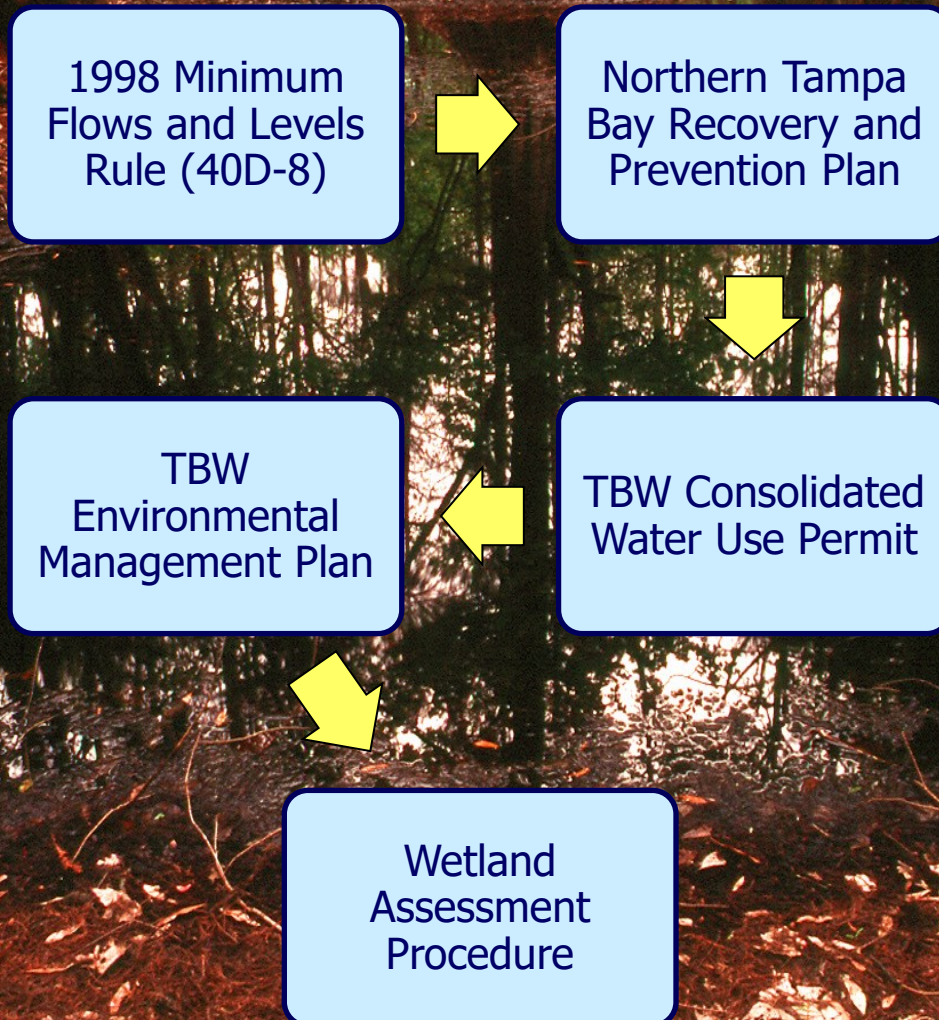 1998 Minimum
Flows and Levels
Rule (40D-8)
Northern Tampa
Bay Recovery and
Prevention Plan
TBW Consolidated
Water Use Permit
TBW
Environmental
Management Plan
Wetland
Assessment
Procedure